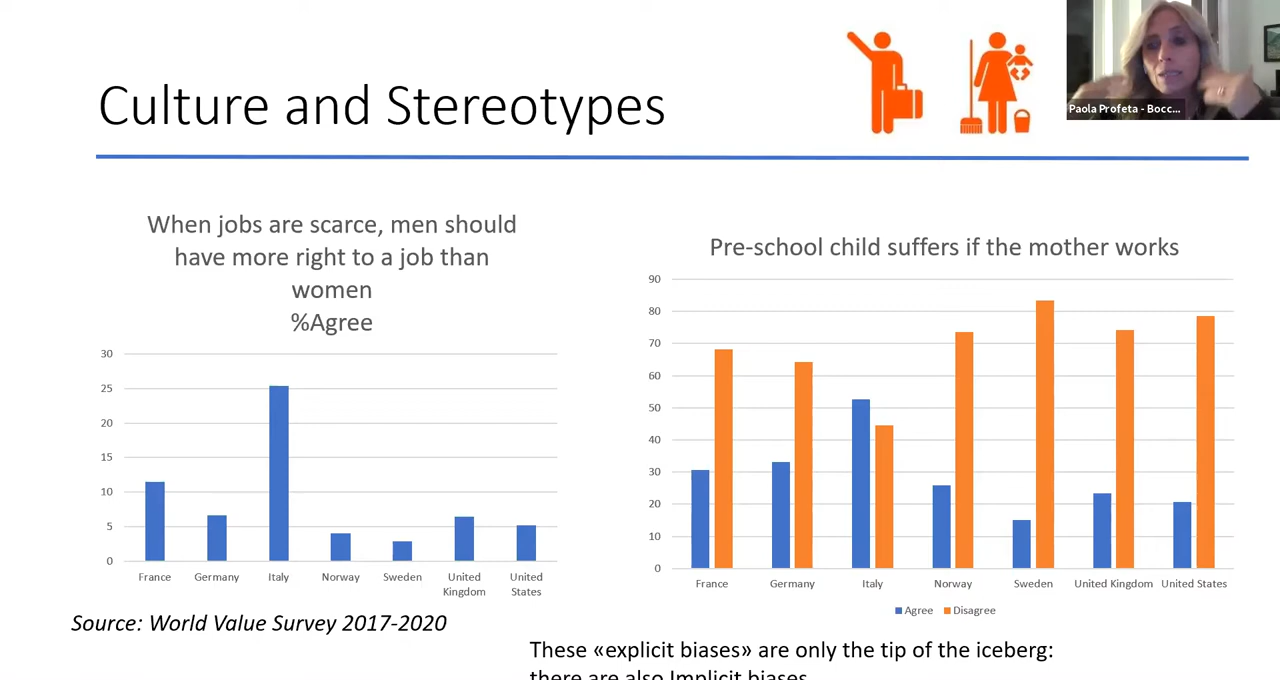 Paola Profeta - Bocc...
Culture and Stereotypes
When jobs are scarce, men should
have more right to a job than
women
%Agree
30
25
20
15
10
5
0
France
Germany
Italy
Norway
Sweden
United
Kingdom
United
States
Source: World Value Survey 2017-2020
Pre-school child suffers if the mother works
90
80
70
60
50
40
30
20
10
0
France
Germany
Italy
Norway
Sweden
United Kingdom
United States
Agree
Disagree
These «explicit biases» are only the tip of the iceberg:
there are also Implicit biases